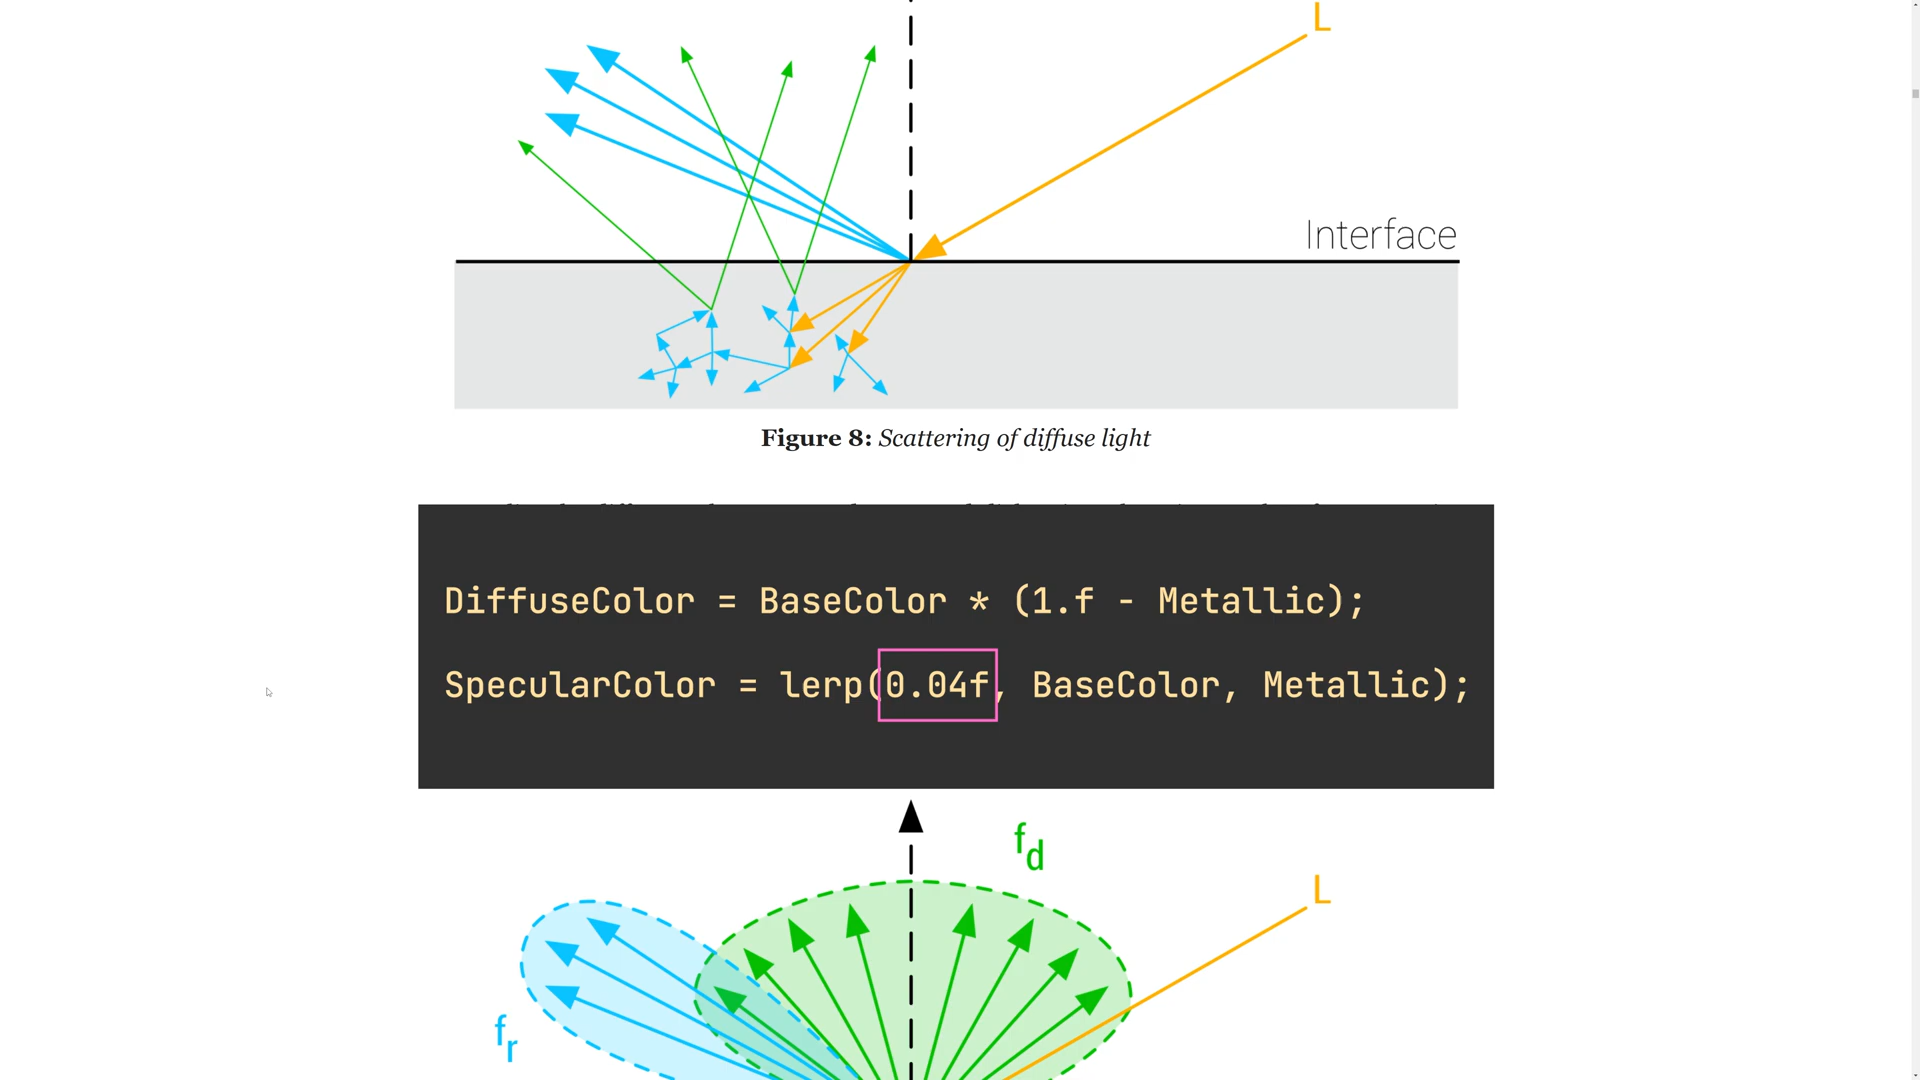 L
Interface
Figure 8: Scattering of diffuse light
DiffuseColor = BaseColor * (1.f - Metallic);
SpecularColor = lerp(0.04f, BaseColor, Metallic);
fd
L
fr